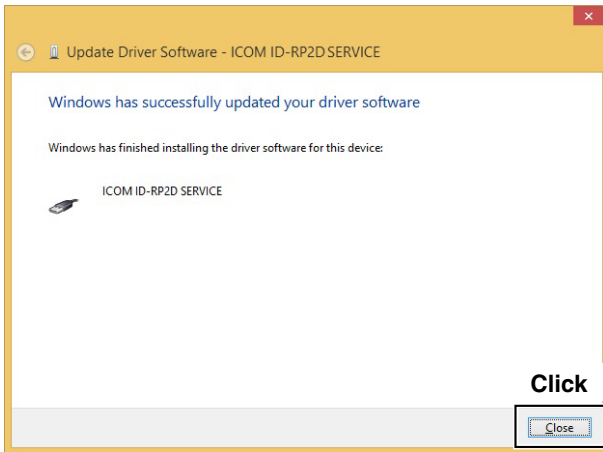 Update Driver Software - ICOM ID-RP2D SERVICE
Windows has successfully updated your driver software
Windows has finished installing the driver software for this device:
ICOM ID-RP2D SERVICE
Click
Close